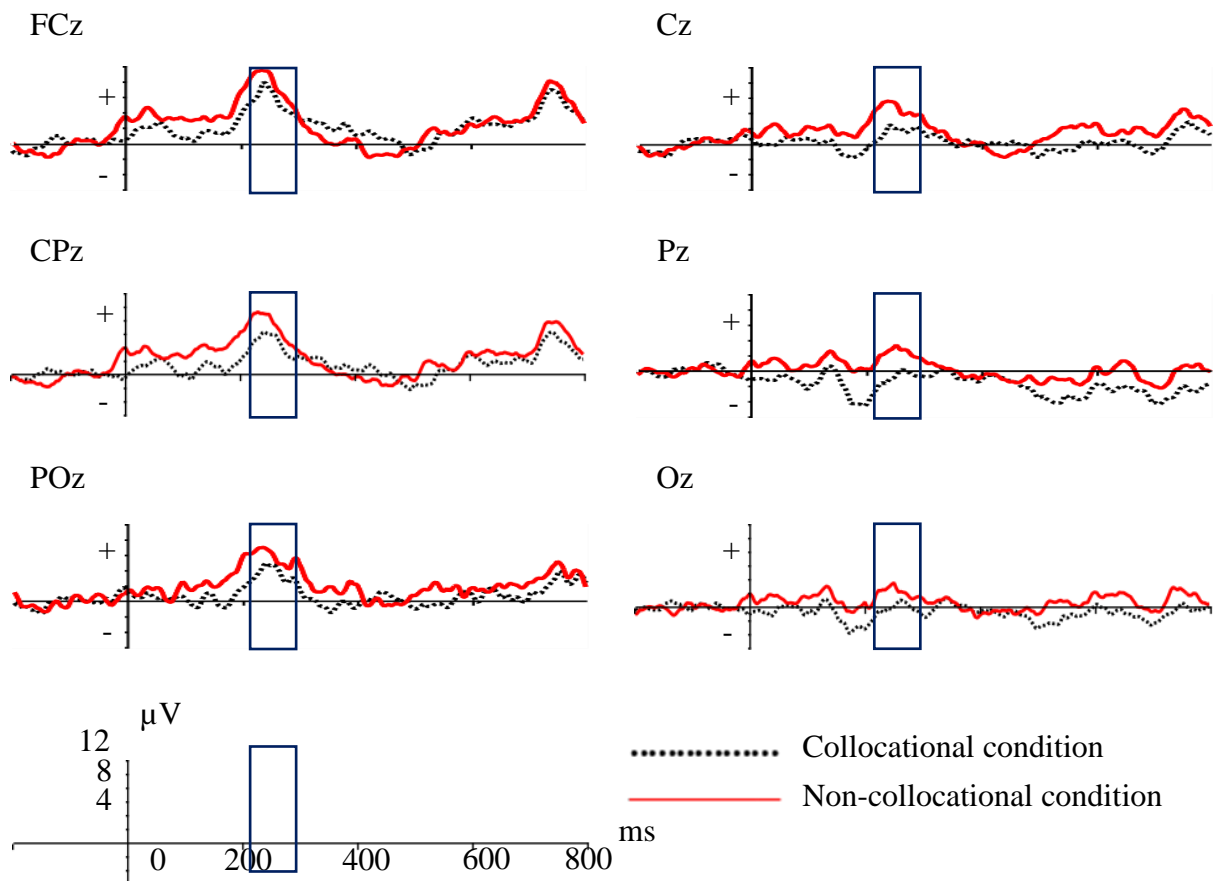 FCz
Cz
+
+
-
-
CPz
Pz
+
+
-
-
POz
Oz
+
+
-
-
µV
12
8
4
Collocational condition
Non-collocational condition
ms
0 200 400 600 800